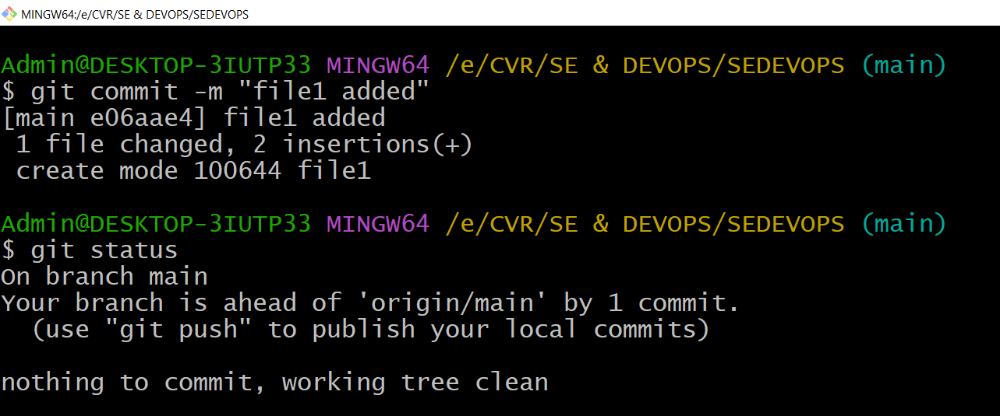 MINGW64:/e/CVR/SE & DEVOPS/SEDEVOPS
Admin@DESKTOP-3IUTP33 MINGW64 /e/CVR/SE & DEVOPS/SEDEVOPS (main)
$ git commit -m "file1 added"
[main e06aae4] file1 added
 1 file changed, 2 insertions(+)
 create mode 100644 file1
Admin@DESKTOP-3IUTP33 MINGW64 /e/CVR/SE & DEVOPS/SEDEVOPS (main)
$ git status
On branch main
Your branch is ahead of 'origin/main' by 1 commit.
  (use "git push" to publish your local commits)
nothing to commit, working tree clean